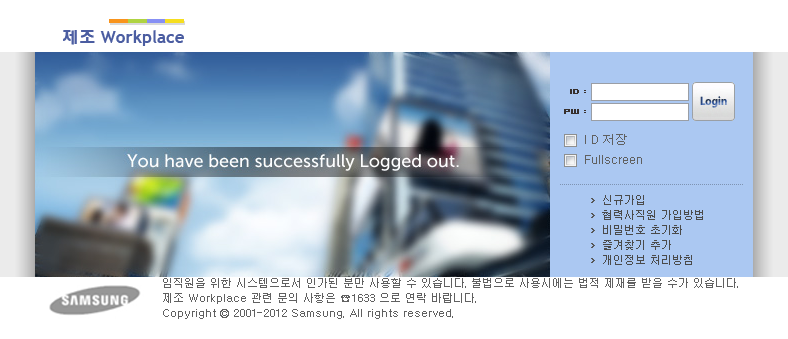 제조 Workplace
You have been successfully Logged out.
ID :
PW :
Login
ID 저장
Fullscreen
신규가입
협력사직원 가입방법
비밀번호 초기화
즐겨찾기 추가
개인정보 처리방침
임직원을 위한 시스템으로서 인가된 분만 사용할 수 있습니다. 불법으로 사용시에는 법적 제재를 받을 수가 있습니다.
제조 Workplace 관련 문의 사항은 ☎1633 으로 연락 바랍니다.
Copyright © 2001-2012 Samsung. All rights reserved.
SAMSUNG